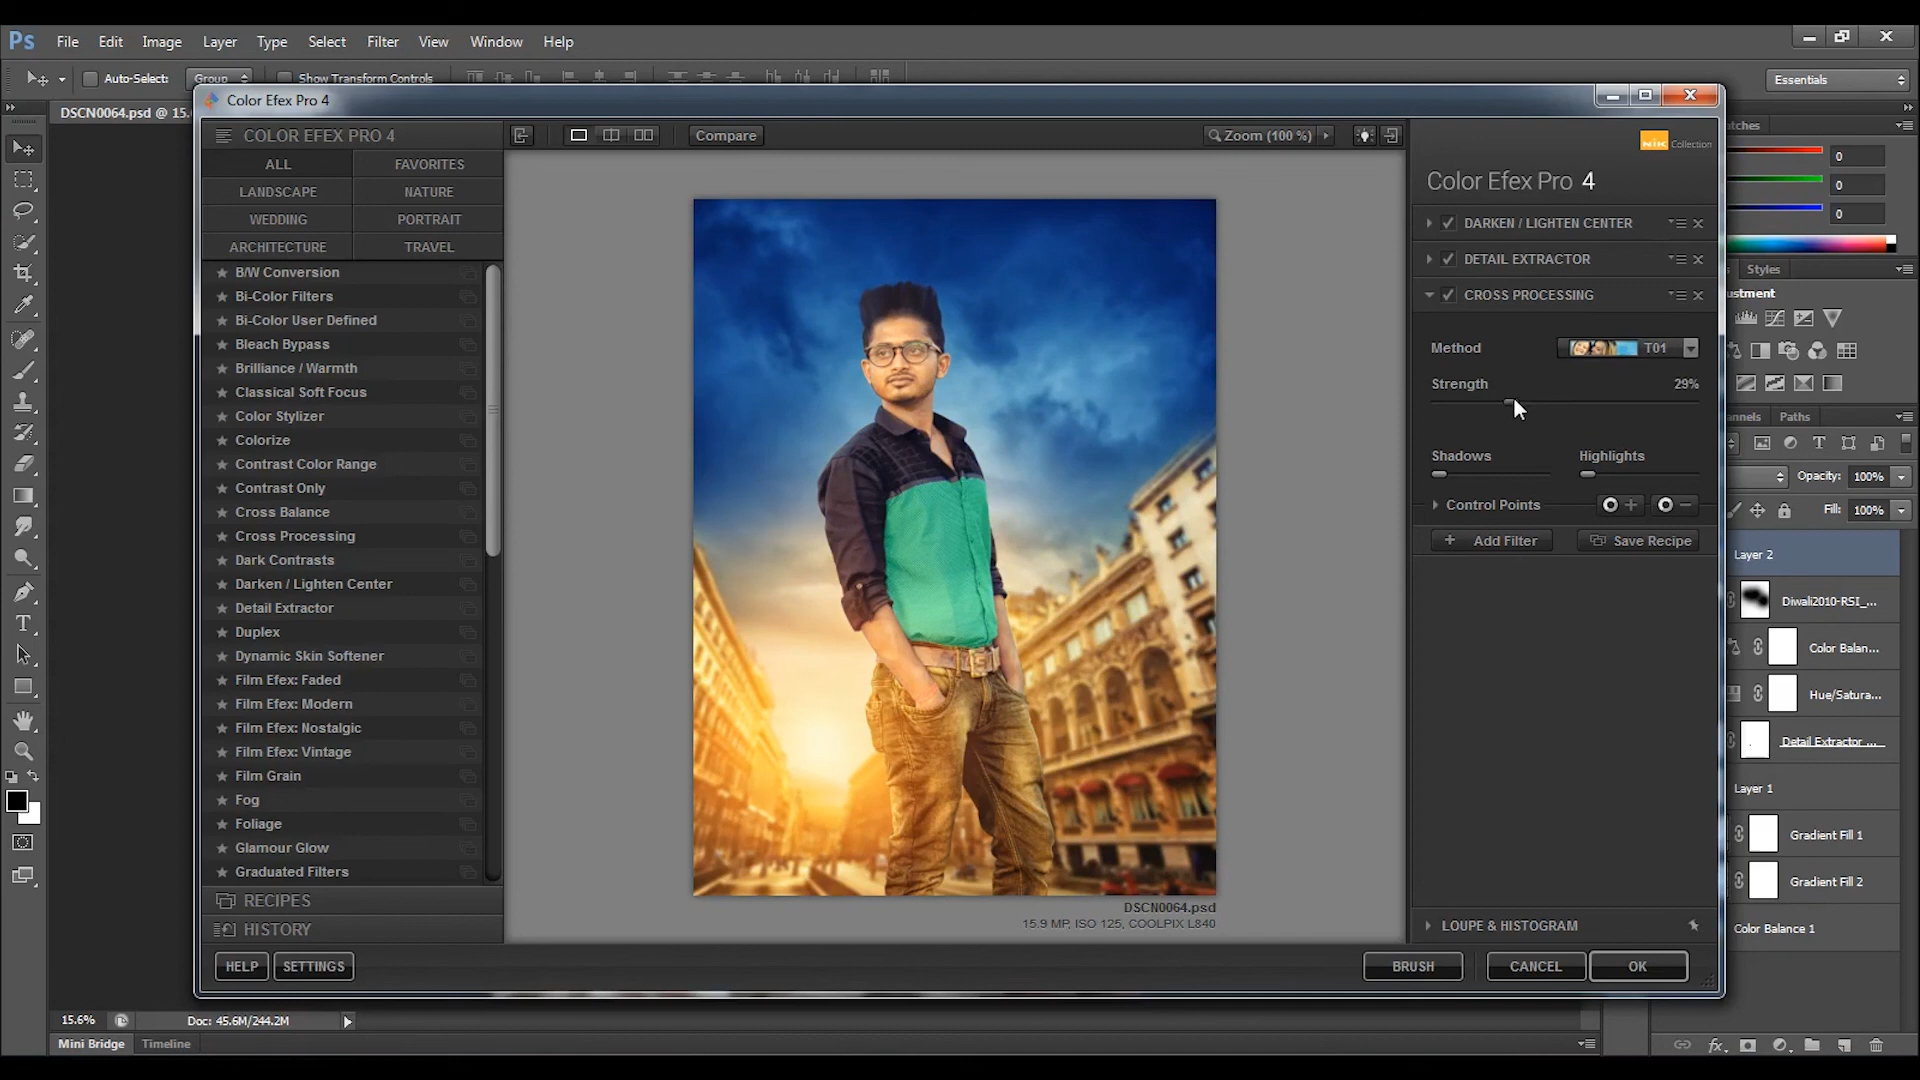 Ps File Edit Image Layer Type Select Filter View Window Help
Auto-Select: Group Show Transform Controls Essentials
DSCN0064.psd @ 15.
Color Efex Pro 4
COLOR EFEX PRO 4
Compare
Zoom (100 %)
ALL FAVORITES
LANDSCAPE NATURE
WEDDING PORTRAIT
ARCHITECTURE TRAVEL
B/W Conversion
Bi-Color Filters
Bi-Color User Defined
Bleach Bypass
Brilliance / Warmth
Classical Soft Focus
Color Stylizer
Colorize
Contrast Color Range
Contrast Only
Cross Balance
Cross Processing
Dark Contrasts
Darken / Lighten Center
Detail Extractor
Duplex
Dynamic Skin Softener
Film Efex: Faded
Film Efex: Modern
Film Efex: Nostalgic
Film Efex: Vintage
Film Grain
Fog
Foliage
Glamour Glow
Graduated Filters
RECIPES
HISTORY
HELP SETTINGS
DSCN0064.psd
15.9 MP, ISO 125, COOLPIX L840
Nik Collection
Color Efex Pro 4
DARKEN / LIGHTEN CENTER
DETAIL EXTRACTOR
CROSS PROCESSING
Method T01
Strength 29%
Shadows Highlights
Control Points
+ Add Filter Save Recipe
LOUPE & HISTOGRAM
BRUSH CANCEL OK
tches
0
0
0
Styles
ustment
annels Paths
Opacity: 100%
Fill: 100%
Layer 2
Diwali2010-RSI_...
Color Balan...
Hue/Satura...
Detail Extractor ...
Layer 1
Gradient Fill 1
Gradient Fill 2
Color Balance 1
15.6% Doc: 45.6M/244.2M
Mini Bridge Timeline